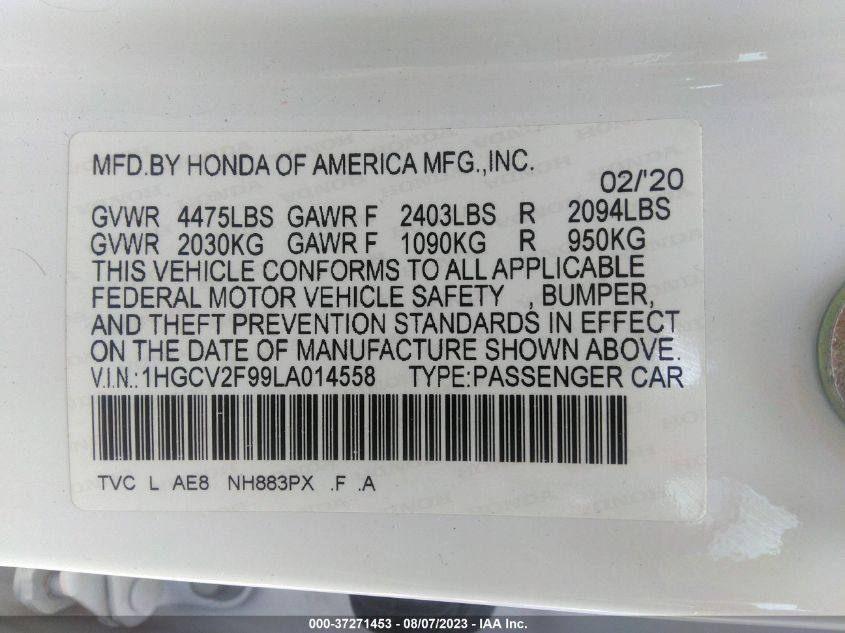 MFD.BY HONDA OF AMERICA MFG.,INC.
02/'20
GVWR 4475LBS GAWR F 2403LBS R 2094LBS
GVWR 2030KG GAWR F 1090KG R 950KG
THIS VEHICLE CONFORMS TO ALL APPLICABLE
FEDERAL MOTOR VEHICLE SAFETY , BUMPER,
AND THEFT PREVENTION STANDARDS IN EFFECT
ON THE DATE OF MANUFACTURE SHOWN ABOVE.
V.I.N.:1HGCV2F99LA014558 TYPE:PASSENGER CAR
TVC L AE8 NH883PX .F .A
000-37271453 - 08/07/2023 - IAA Inc.